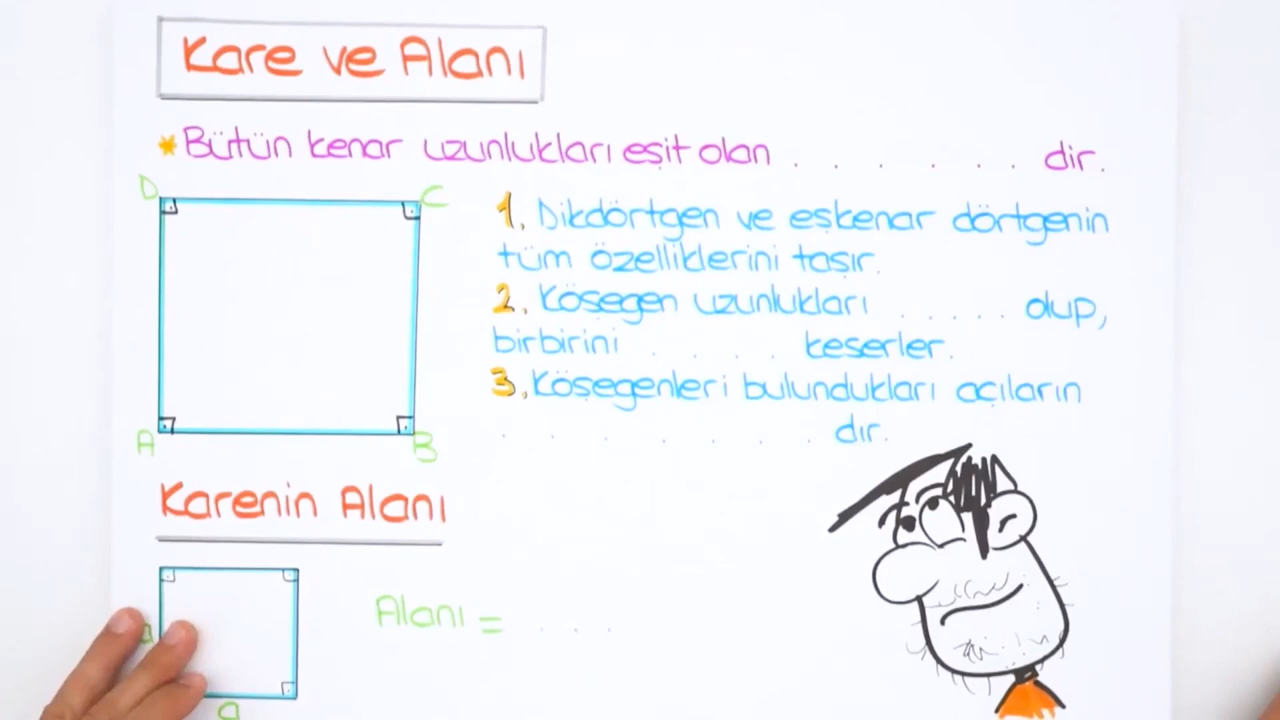 Kare ve Alanı
* Bütün kenar uzunlukları eşit olan . . . . . . dir.
D
C
1. Dikdörtgen ve eşkenar dörtgenin
tüm özelliklerini taşır.
2. Köşegen uzunlukları . . . . . olup,
birbirini . . . . keserler.
3. Köşegenleri bulundukları açıların
. . . . . . . dır.
A
B
Karenin Alanı
Alanı = . . .
a
a